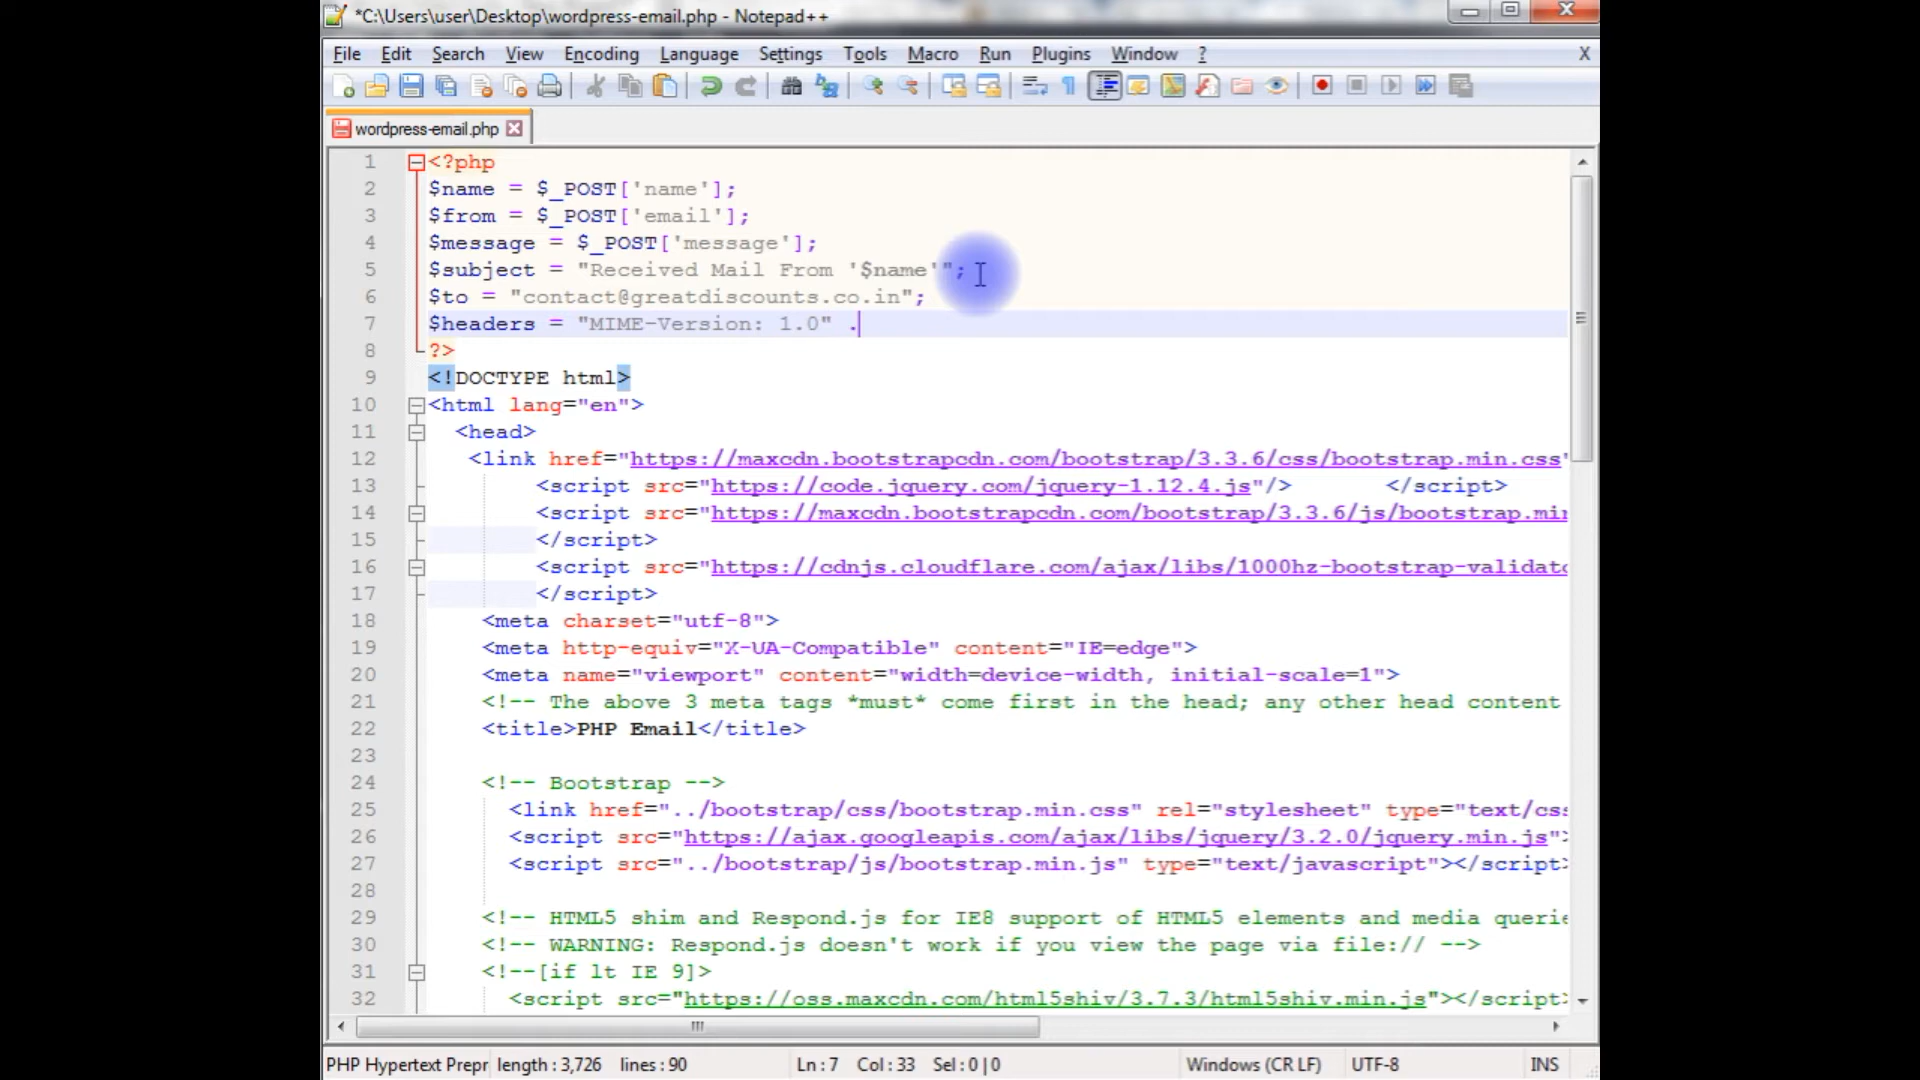 *C:\Users\user\Desktop\wordpress-email.php - Notepad++
File Edit Search View Encoding Language Settings Tools Macro Run Plugins Window ? X
wordpress-email.php
1 <?php
2 $name = $_POST['name'];
3 $from = $_POST['email'];
4 $message = $_POST['message'];
5 $subject = "Received Mail From '$name'";
6 $to = "contact@greatdiscounts.co.in";
7 $headers = "MIME-Version: 1.0" .
8 ?>
9 <!DOCTYPE html>
10 <html lang="en">
11 <head>
12 <link href="https://maxcdn.bootstrapcdn.com/bootstrap/3.3.6/css/bootstrap.min.css"
13 <script src="https://code.jquery.com/jquery-1.12.4.js"/> </script>
14 <script src="https://maxcdn.bootstrapcdn.com/bootstrap/3.3.6/js/bootstrap.min
15 </script>
16 <script src="https://cdnjs.cloudflare.com/ajax/libs/1000hz-bootstrap-validato
17 </script>
18 <meta charset="utf-8">
19 <meta http-equiv="X-UA-Compatible" content="IE=edge">
20 <meta name="viewport" content="width=device-width, initial-scale=1">
21 <!-- The above 3 meta tags *must* come first in the head; any other head content
22 <title>PHP Email</title>
23
24 <!-- Bootstrap -->
25 <link href="../bootstrap/css/bootstrap.min.css" rel="stylesheet" type="text/css
26 <script src="https://ajax.googleapis.com/ajax/libs/jquery/3.2.0/jquery.min.js">
27 <script src="../bootstrap/js/bootstrap.min.js" type="text/javascript"></script>
28
29 <!-- HTML5 shim and Respond.js for IE8 support of HTML5 elements and media querie
30 <!-- WARNING: Respond.js doesn't work if you view the page via file:// -->
31 <!--[if lt IE 9]>
32 <script src="https://oss.maxcdn.com/html5shiv/3.7.3/html5shiv.min.js"></script>
PHP Hypertext Prepr length : 3,726 lines : 90 Ln : 7 Col : 33 Sel : 0 | 0 Windows (CR LF) UTF-8 INS